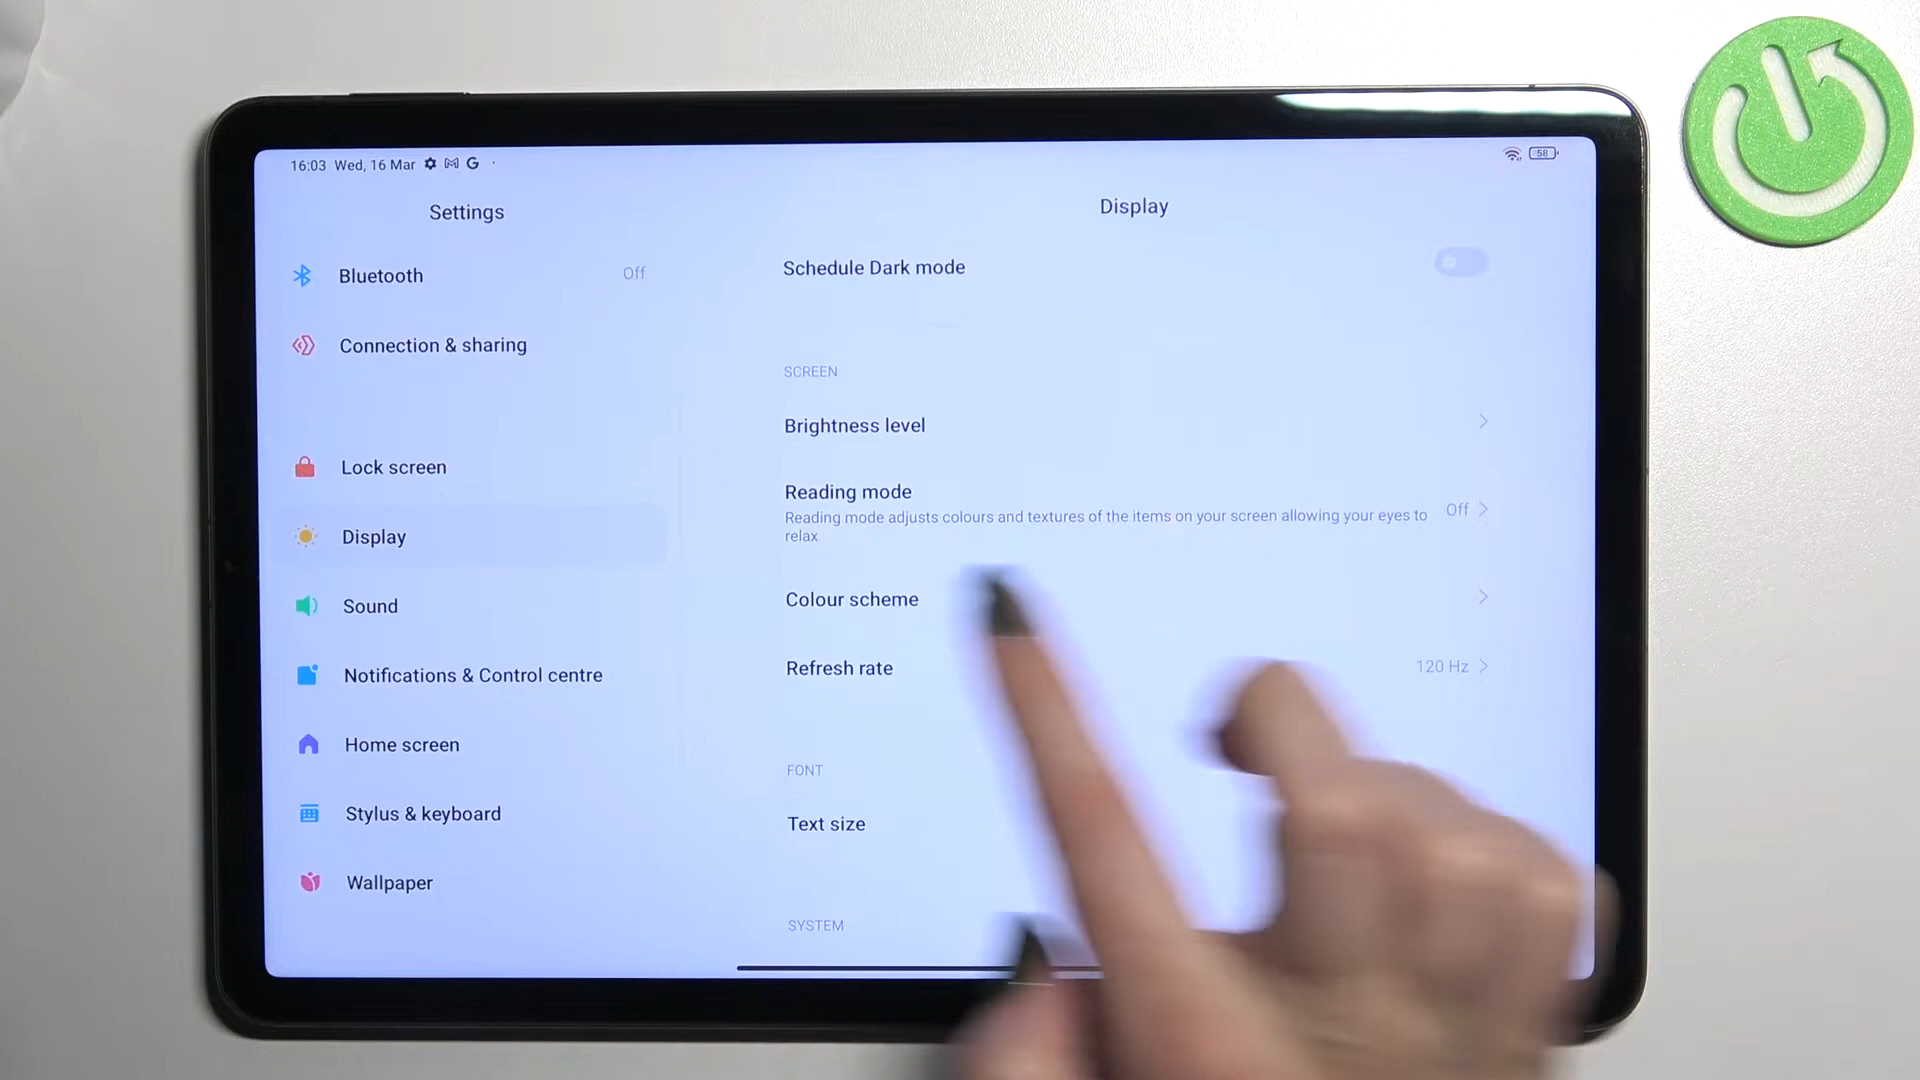 16:03 Wed, 16 Mar
58
Settings
Bluetooth
Off
Connection & sharing
Lock screen
Display
Sound
Notifications & Control centre
Home screen
Stylus & keyboard
Wallpaper
Display
Schedule Dark mode
SCREEN
Brightness level
Reading mode
Reading mode adjusts colours and textures of the items on your screen allowing your eyes to
relax
Off
Colour scheme
Refresh rate
120 Hz
FONT
Text size
SYSTEM